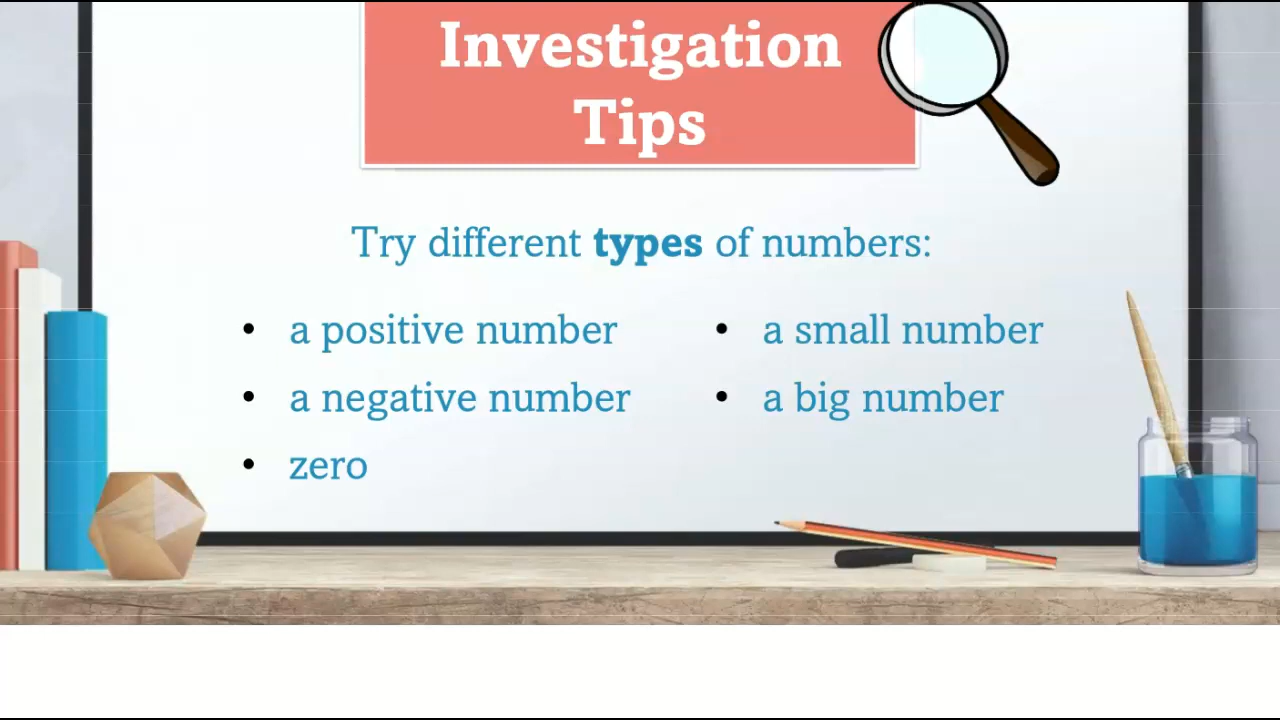 Investigation
Tips
Try different types of numbers:
• a positive number
• a negative number
• zero
• a small number
• a big number